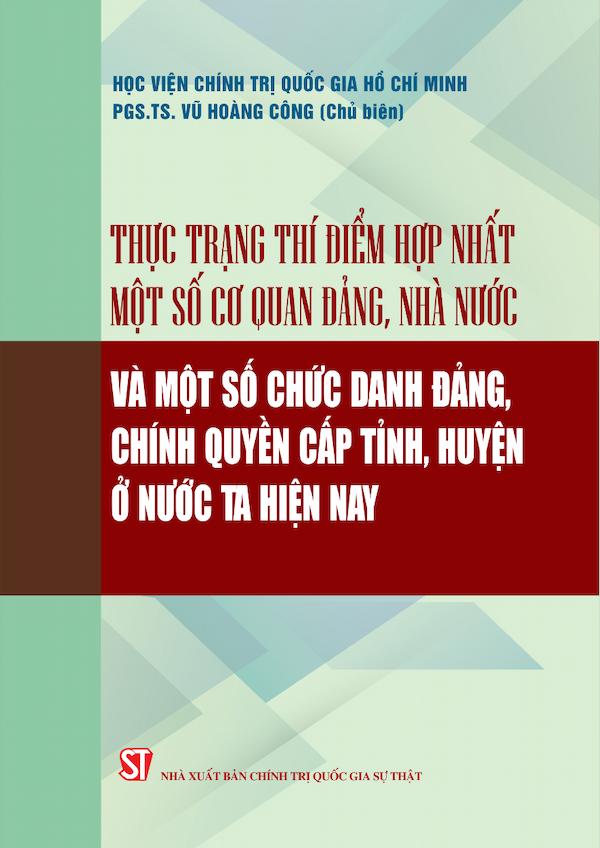 HỌC VIỆN CHÍNH TRỊ QUỐC GIA HỒ CHÍ MINH
PGS.TS. VŨ HOÀNG CÔNG (Chủ biên)
THỰC TRẠNG THÍ ĐIỂM HỢP NHẤT
MỘT SỐ CƠ QUAN ĐẢNG, NHÀ NƯỚC
VÀ MỘT SỐ CHỨC DANH ĐẢNG,
CHÍNH QUYỀN CẤP TỈNH, HUYỆN
Ở NƯỚC TA HIỆN NAY
ST
NHÀ XUẤT BẢN CHÍNH TRỊ QUỐC GIA SỰ THẬT